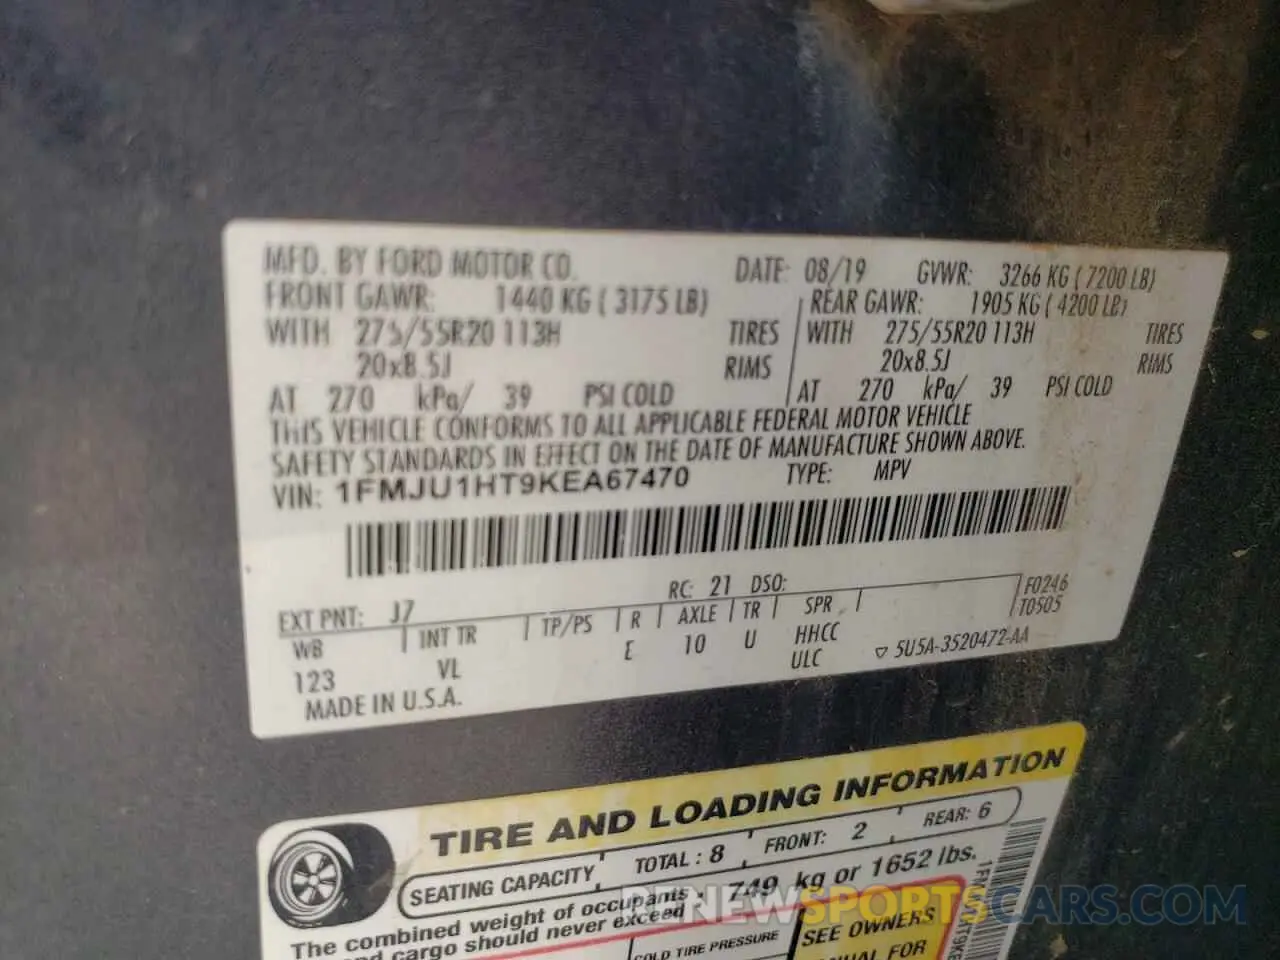 MFD. BY FORD MOTOR CO. DATE: 08/19 GVWR: 3266 KG ( 7200 LB)
FRONT GAWR: 1440 KG ( 3175 LB) REAR GAWR: 1905 KG ( 4200 LB)
WITH 275/55R20 113H TIRES WITH 275/55R20 113H TIRES
20x8.5J RIMS 20x8.5J RIMS
AT 270 kPa/ 39 PSI COLD AT 270 kPa/ 39 PSI COLD
THIS VEHICLE CONFORMS TO ALL APPLICABLE FEDERAL MOTOR VEHICLE
SAFETY STANDARDS IN EFFECT ON THE DATE OF MANUFACTURE SHOWN ABOVE.
VIN: 1FMJU1HT9KEA67470 TYPE: MPV
RC: 21 DSO:
EXT PNT: J7 F0246
WB INT TR TP/PS R AXLE TR SPR T0505
123 VL E 10 U HHCC
ULC ▽ 5U5A-3520472-AA
MADE IN U.S.A.
TIRE AND LOADING INFORMATION
SEATING CAPACITY TOTAL : 8 FRONT: 2 REAR: 6
The combined weight of occupants 749 kg or 1652 lbs.
and cargo should never exceed
COLD TIRE PRESSURE SEE OWNERS
MANUAL FOR
RENEWSPORTSCARS.COM